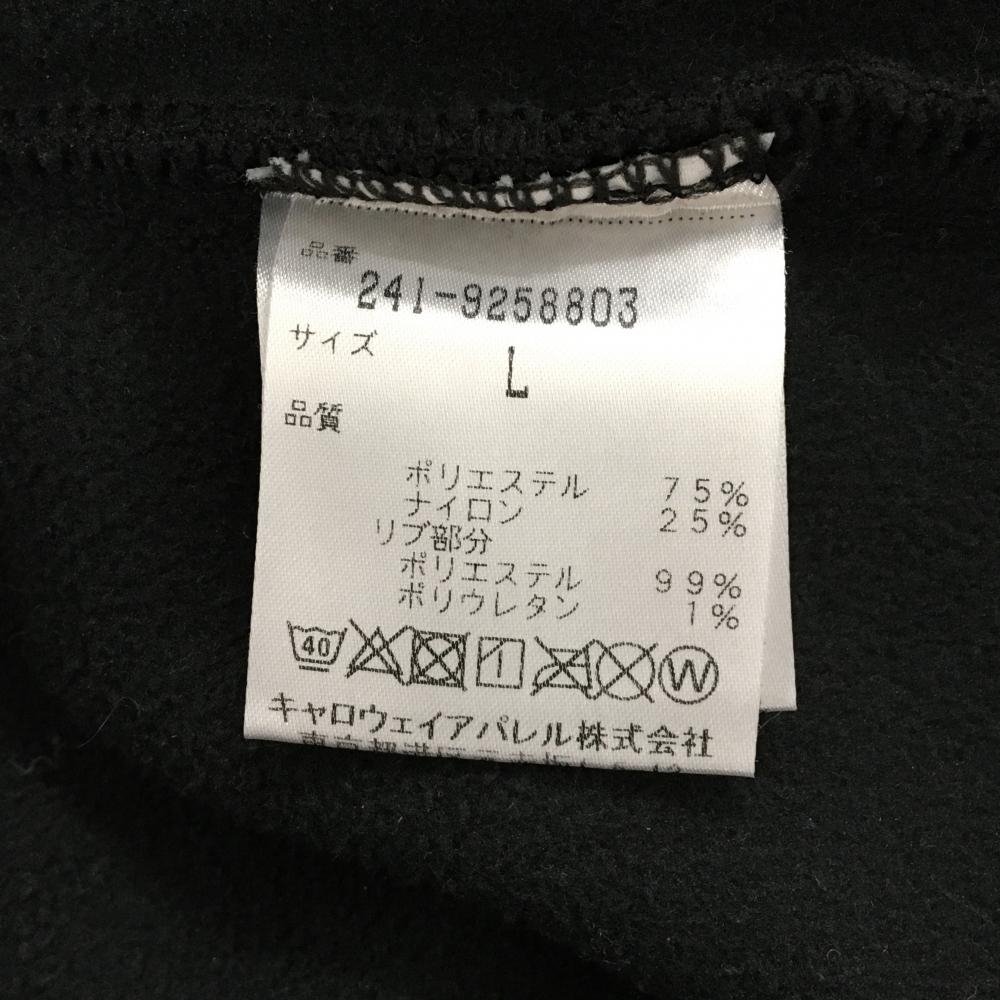 品番
241-9258803
サイズ
L
品質
ポリエステル 75%
ナイロン 25%
リブ部分
ポリエステル 99%
ポリウレタン 1%
40 W
キャロウェイアパレル株式会社